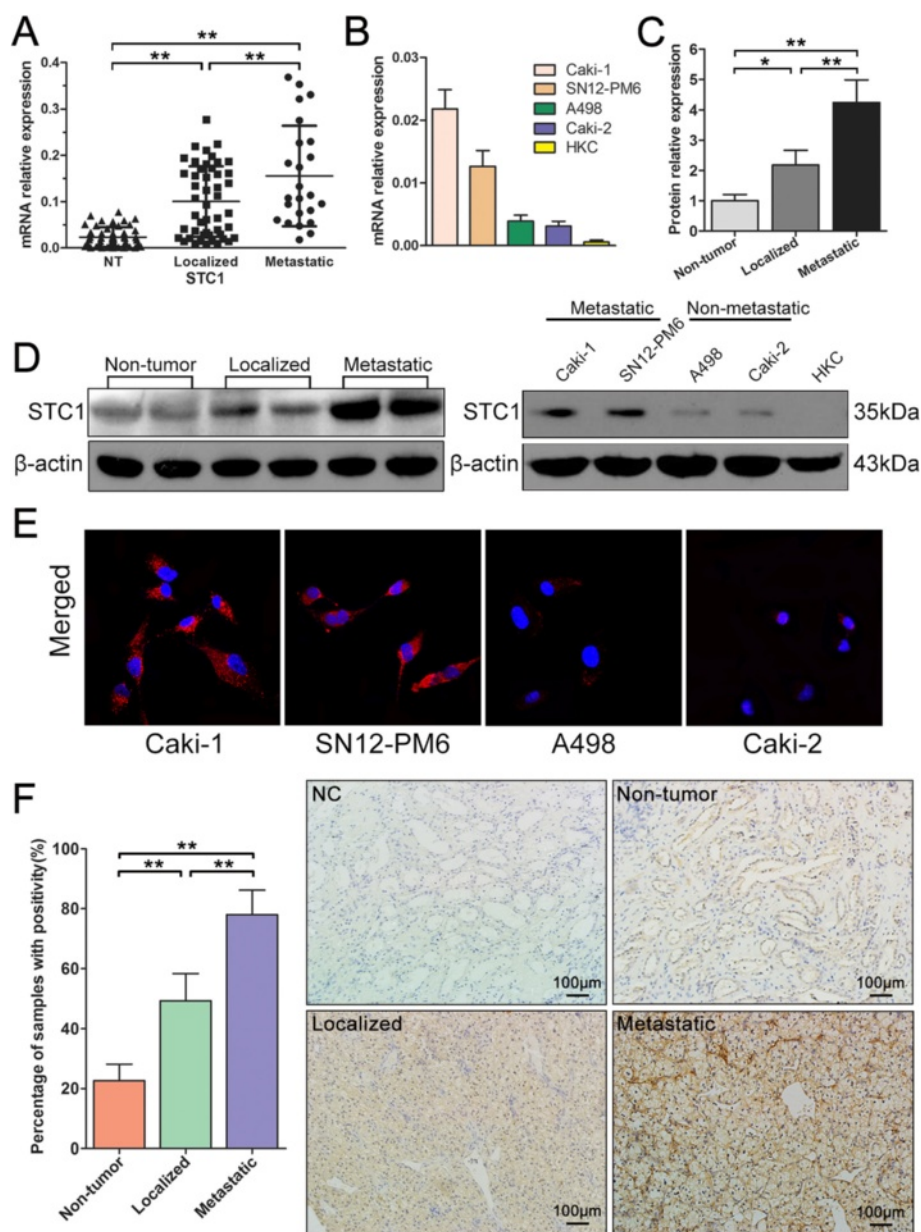 A
** 
** **
mRNA relative expression
0.4
0.3
0.2
0.1
0.0
NT Localized Metastatic
STC1
B
mRNA relative expression
0.03
0.02
0.01
0.00
Caki-1
SN12-PM6
A498
Caki-2
HKC
C
**
* **
Protein relative expression
6
5
4
3
2
1
0
Non-tumor Localized Metastatic
D
Non-tumor Localized Metastatic
STC1
β-actin
Metastatic Non-metastatic
Caki-1 SN12-PM6 A498 Caki-2 HKC
STC1 35kDa
β-actin 43kDa
E
Merged
Caki-1 SN12-PM6 A498 Caki-2
F
Percentage of samples with positivity(%)
100
80
60
40
20
0
**
** **
Non-tumor Localized Metastatic
NC
100μm
Non-tumor
100μm
Localized
100μm
Metastatic
100μm